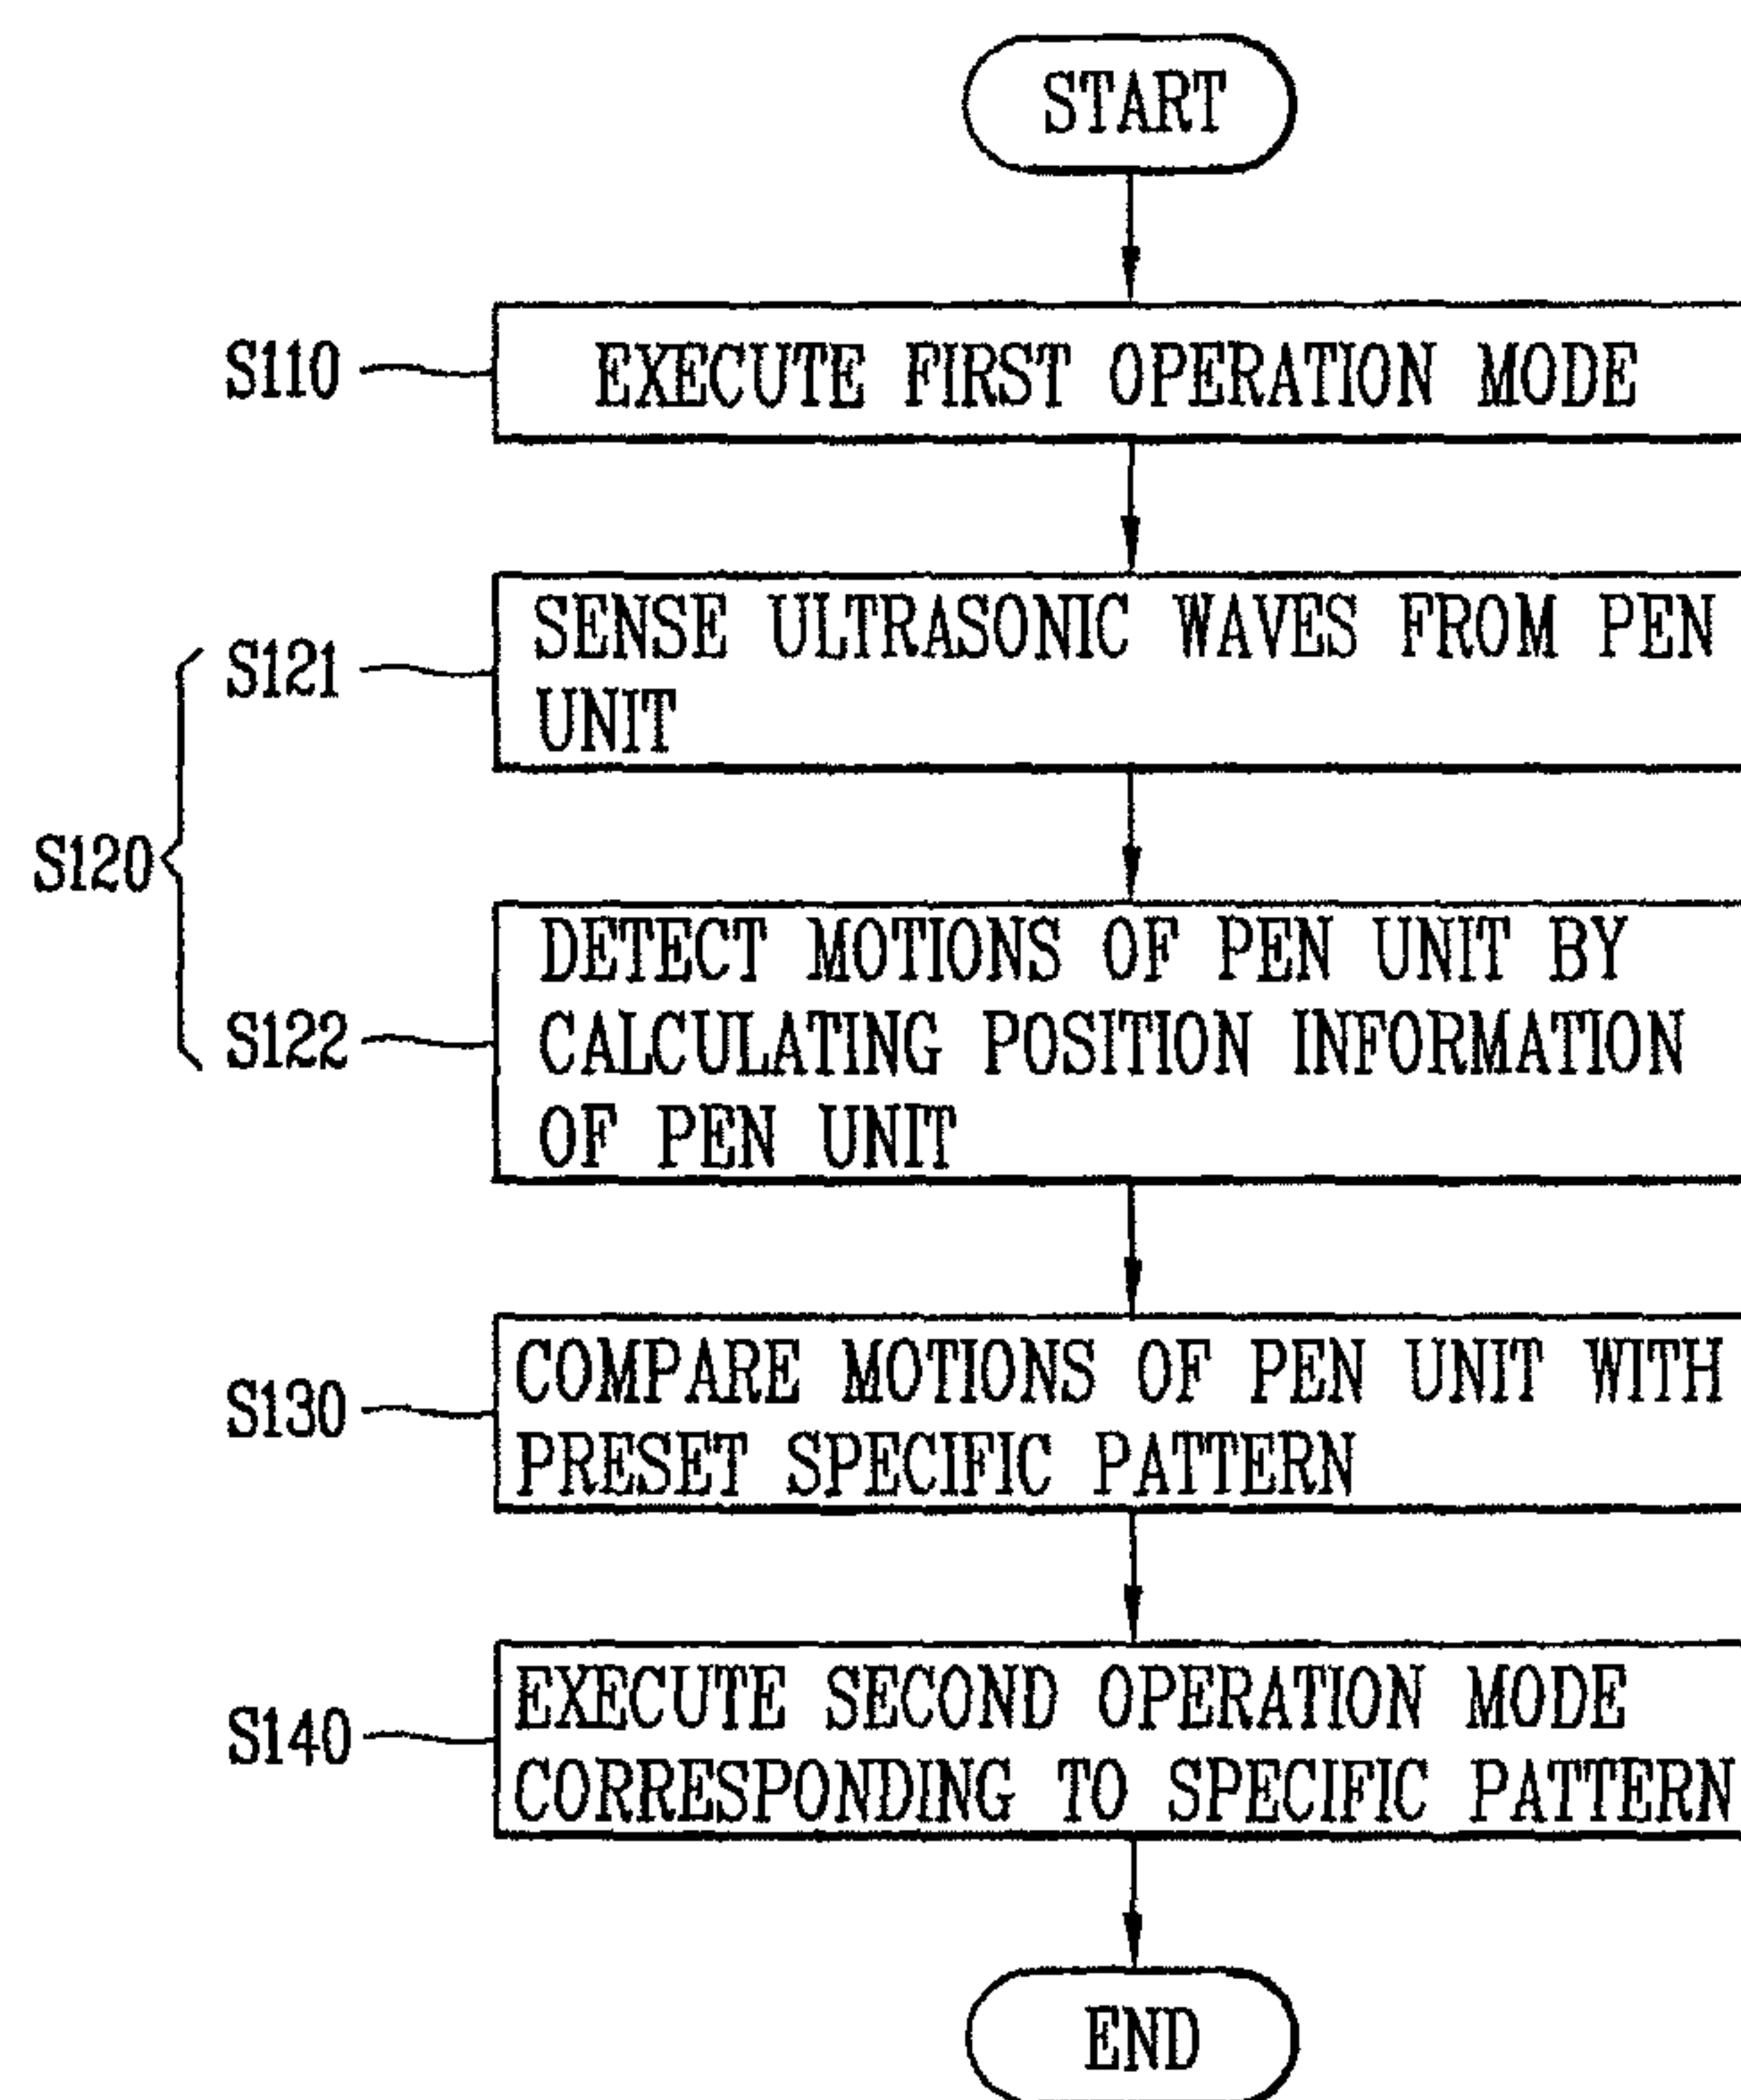 START
S110
EXECUTE FIRST OPERATION MODE
S121
SENSE ULTRASONIC WAVES FROM PEN
UNIT
S120
S122
DETECT MOTIONS OF PEN UNIT BY
CALCULATING POSITION INFORMATION
OF PEN UNIT
S130
COMPARE MOTIONS OF PEN UNIT WITH
PRESET SPECIFIC PATTERN
S140
EXECUTE SECOND OPERATION MODE
CORRESPONDING TO SPECIFIC PATTERN
END